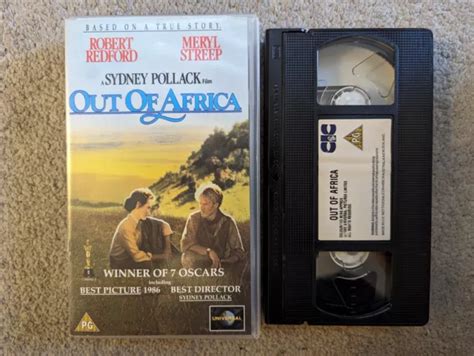 BASED ON A TRUE STORY.
ROBERT MERYL
REDFORD STREEP
A SYDNEY POLLACK Film
OUT OF AFRICA
WINNER OF 7 OSCARS
including
BEST PICTURE 1986 BEST DIRECTOR
SYDNEY POLLACK
PG
UNIVERSAL
CIC
VIDEO
PG
OUT OF AFRICA